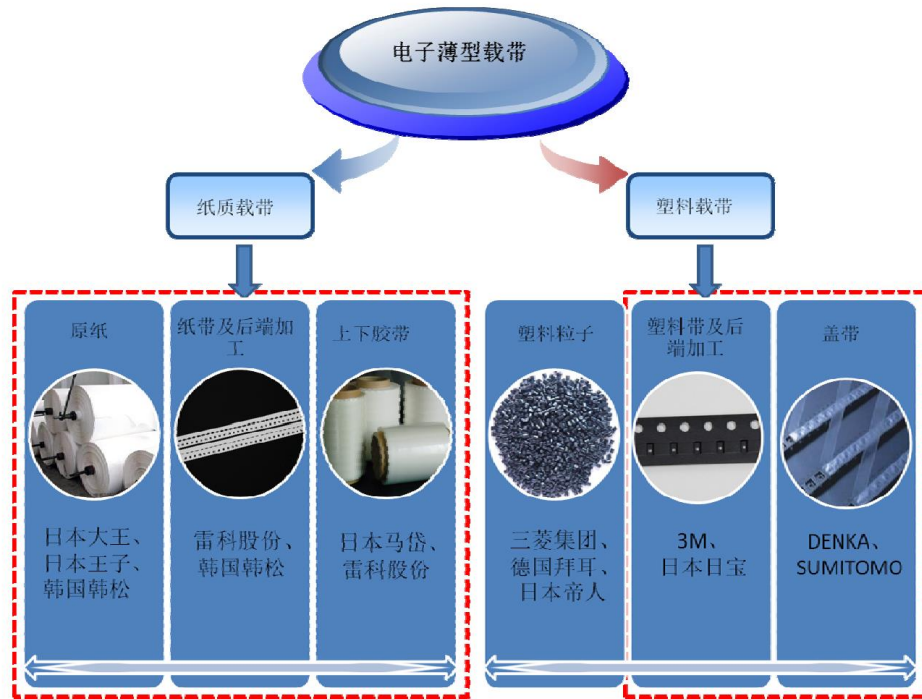 电子薄型载带
纸质载带
塑料载带
原纸
日本大王、
日本王子、
韩国韩松
纸带及后端加
工
雷科股份、
韩国韩松
上下胶带
日本马岱、
雷科股份
塑料粒子
三菱集团、
德国拜耳、
日本帝人
塑料带及后
端加工
3M、
日本日宝
盖带
DENKA、
SUMITOMO